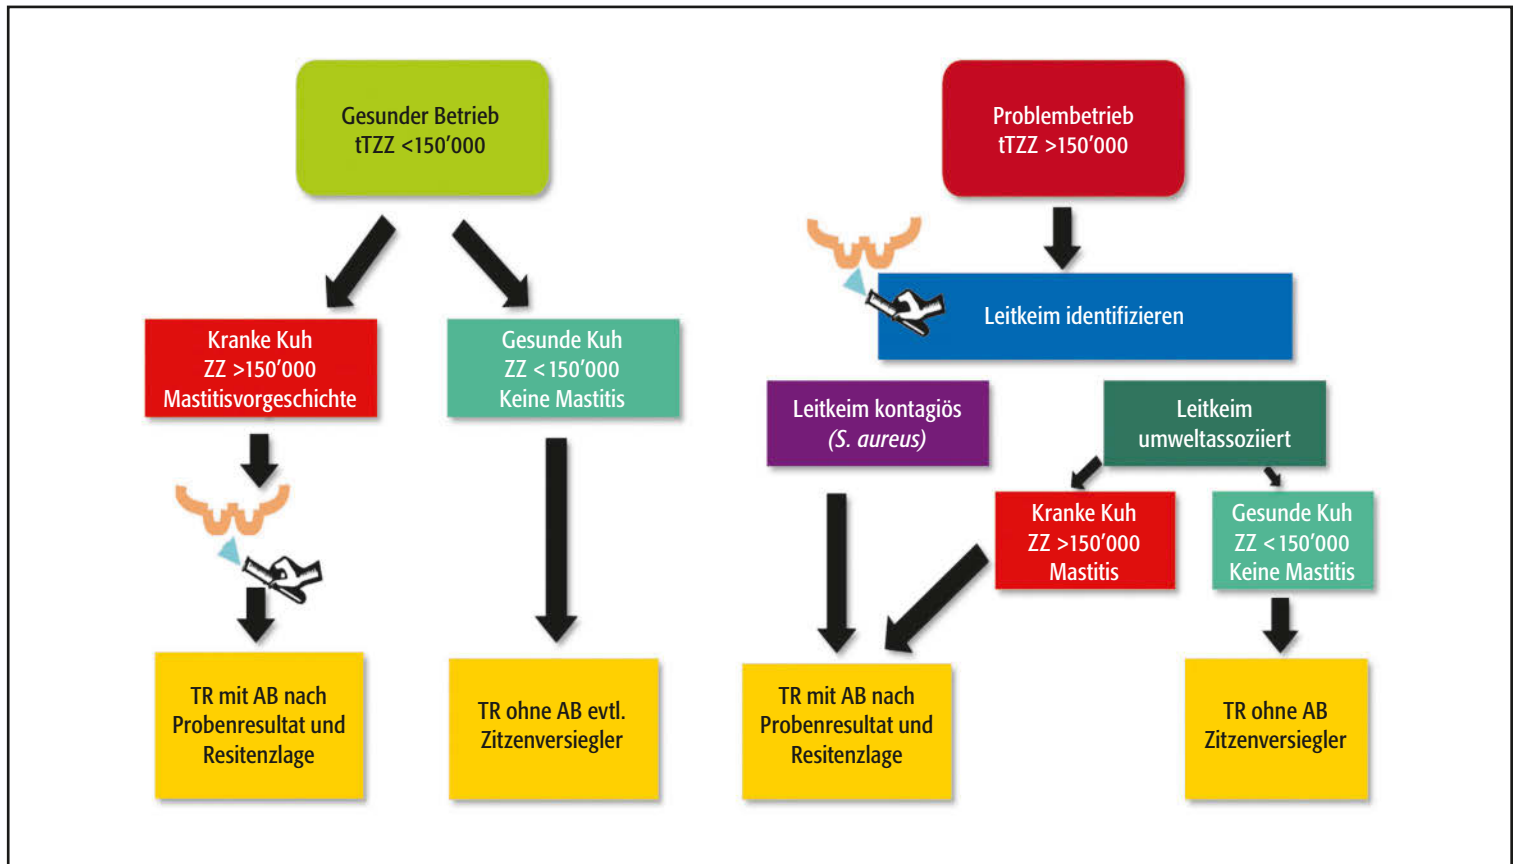 Gesunder Betrieb
tTZZ <150’000
Problembetrieb
tTZZ >150’000
Leitkeim identifizieren
Kranke Kuh
ZZ >150’000
Mastitisvorgeschichte
Gesunde Kuh
ZZ <150’000
Keine Mastitis
Leitkeim kontagiös
(S. aureus)
Leitkeim
umweltassoziiert
Kranke Kuh
ZZ >150’000
Mastitis
Gesunde Kuh
ZZ <150’000
Keine Mastitis
TR mit AB nach
Probenresultat und
Resitenzlage
TR ohne AB evtl.
Zitzenversiegler
TR mit AB nach
Probenresultat und
Resitenzlage
TR ohne AB
Zitzenversiegler